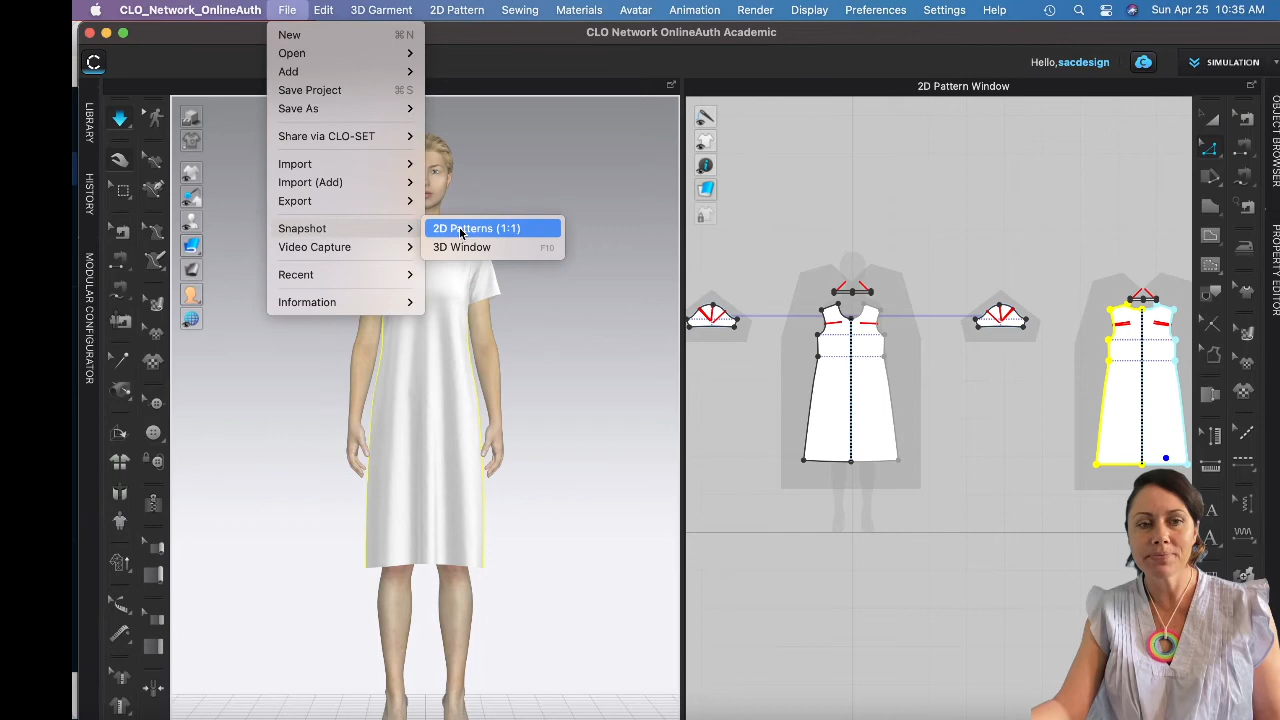 CLO_Network_OnlineAuth File Edit 3D Garment 2D Pattern Sewing Materials Avatar Animation Render Display Preferences Settings Help Sun Apr 25 10:35 AM
CLO Network OnlineAuth Academic
Hello,sacdesign
SIMULATION
2D Pattern Window
New ⌘N
Open
Add
Save Project ⌘S
Save As
Share via CLO-SET
Import
Import (Add)
Export
Snapshot
Video Capture
Recent
Information
2D Patterns (1:1)
3D Window F10
LIBRARY
HISTORY
MODULAR CONFIGURATOR
OBJECT BROWSER
PROPERTY EDITOR